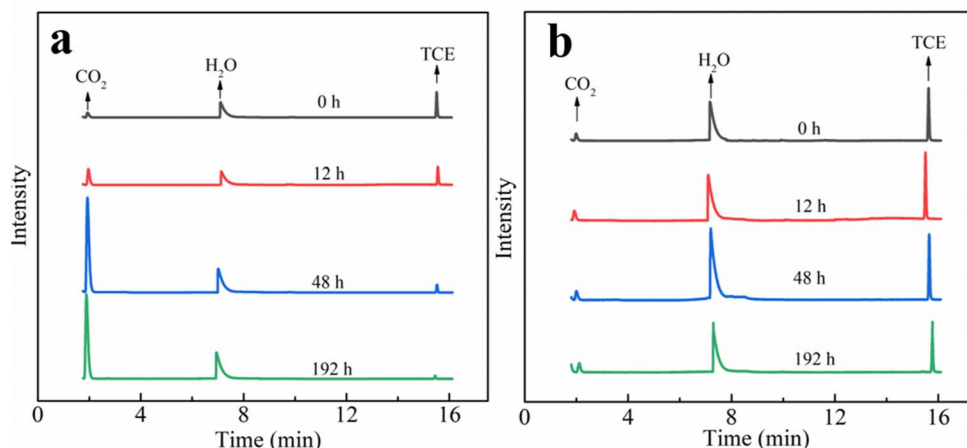 a
CO₂
H₂O
TCE
0 h
12 h
48 h
192 h
Intensity
0 4 8 12 16
Time (min)
b
CO₂
H₂O
TCE
0 h
12 h
48 h
192 h
Intensity
0 4 8 12 16
Time (min)